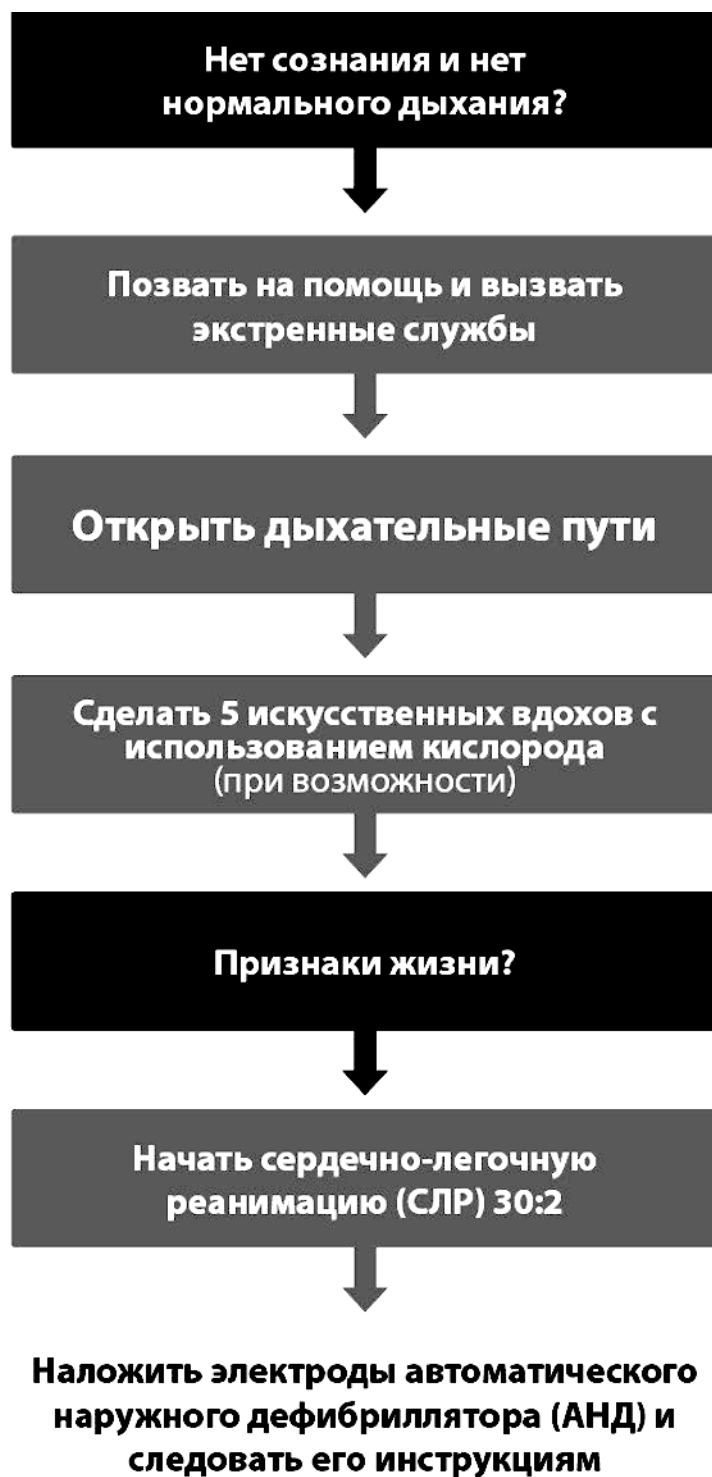 Нет сознания и нет
нормального дыхания?
Позвать на помощь и вызвать
экстренные службы
Открыть дыхательные пути
Сделать 5 искусственных вдохов с
использованием кислорода
(при возможности)
Признаки жизни?
Начать сердечно-легочную
реанимацию (СЛР) 30:2
Наложить электроды автоматического
наружного дефибриллятора (АНД) и
следовать его инструкциям